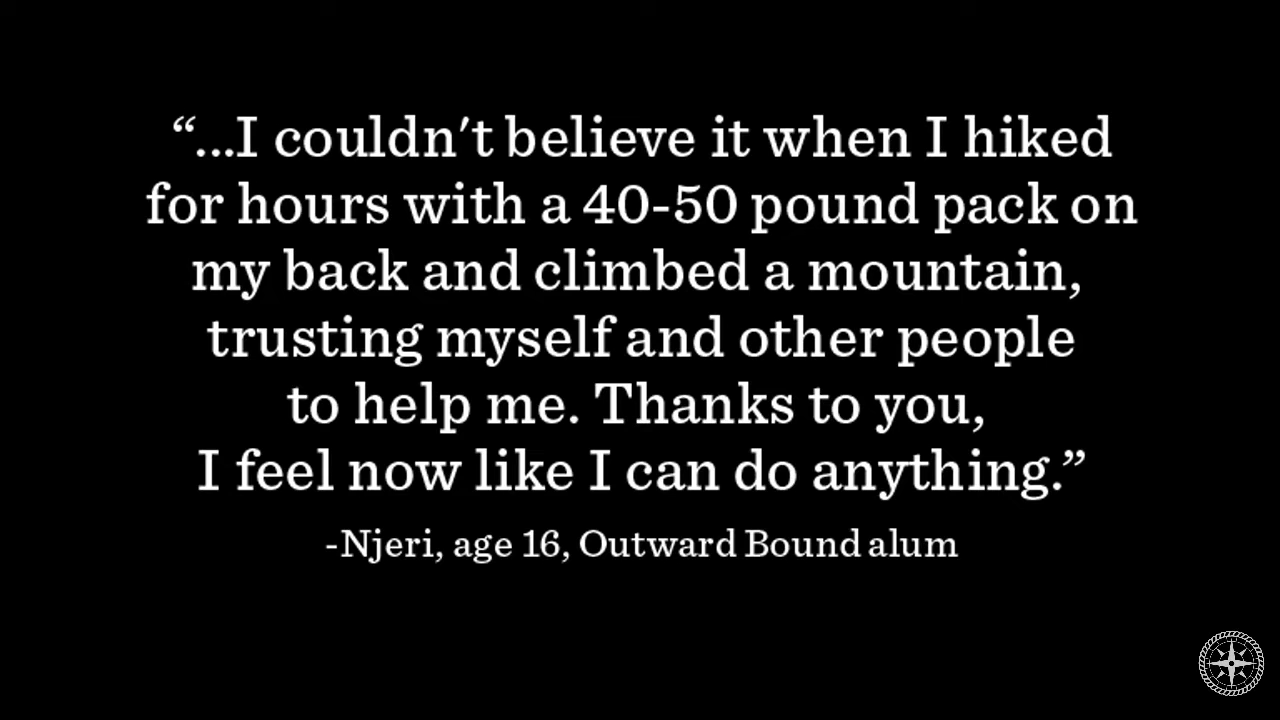 “...I couldn't believe it when I hiked
for hours with a 40-50 pound pack on
my back and climbed a mountain,
trusting myself and other people
to help me. Thanks to you,
I feel now like I can do anything.”
-Njeri, age 16, Outward Bound alum